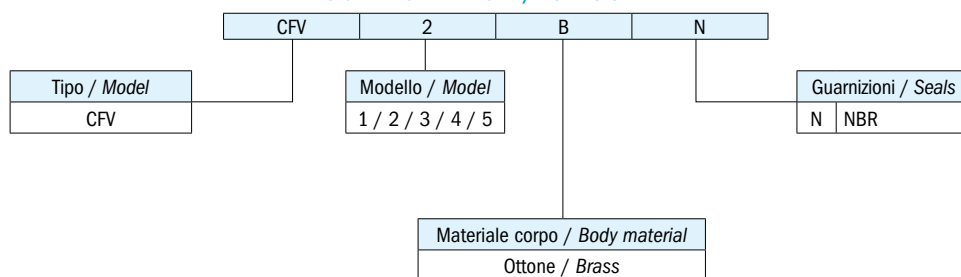 CFV 2 B N
Tipo / Model
CFV
Modello / Model
1 / 2 / 3 / 4 / 5
Guarnizioni / Seals
N NBR
Materiale corpo / Body material
Ottone / Brass